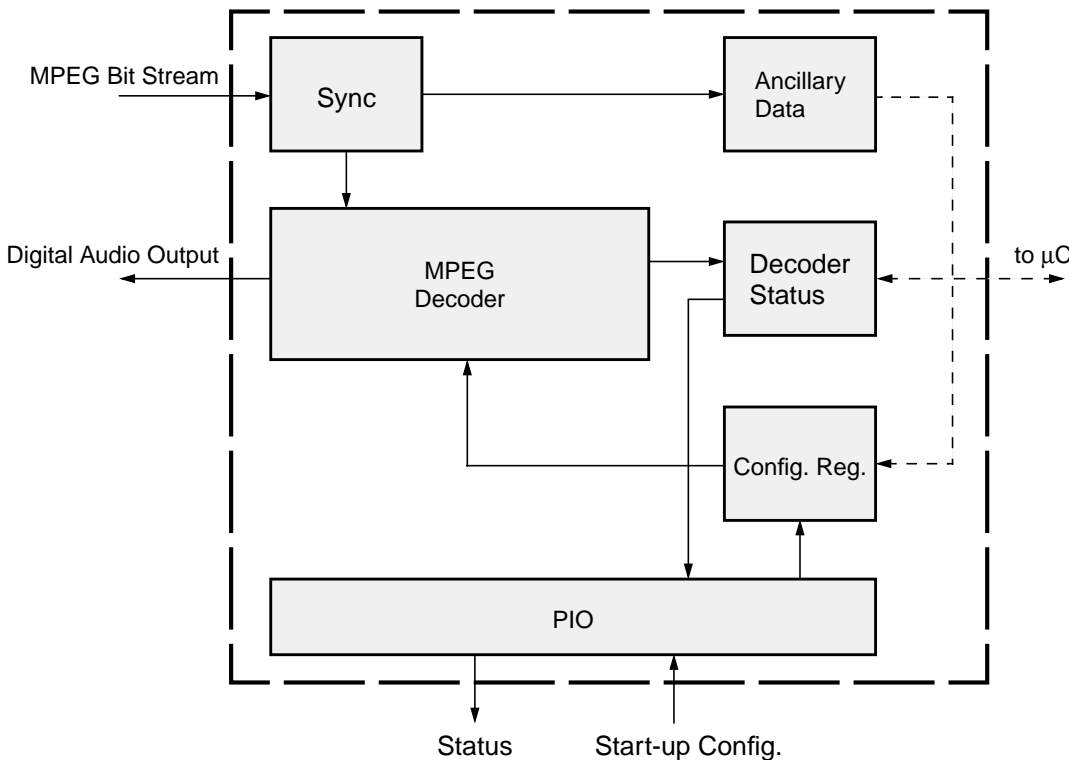 MPEG Bit Stream
Sync
Ancillary
Data
Digital Audio Output
MPEG
Decoder
Decoder
Status
to µC
Config. Reg.
PIO
Status
Start-up Config.